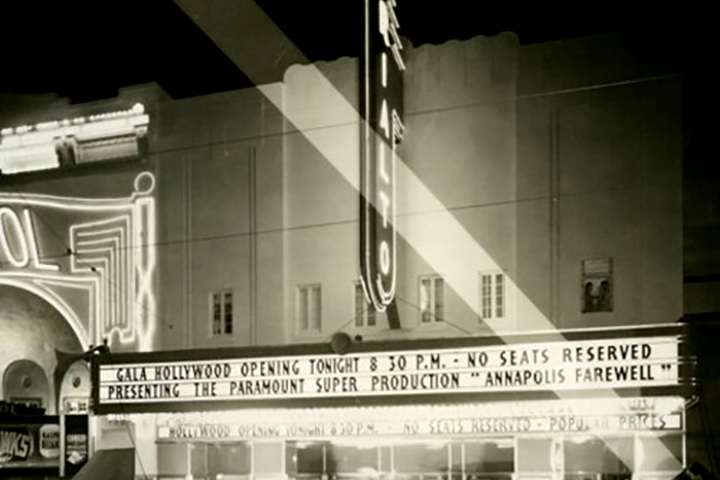 RIALTO
OL
GALA HOLLYWOOD OPENING TONIGHT 8 30 P.M. - NO SEATS RESERVED
PRESENTING THE PARAMOUNT SUPER PRODUCTION "ANNAPOLIS FAREWELL"
HOLLYWOOD OPENING TONIGHT 8 30 P.M. - NO SEATS RESERVED - POPULAR PRICES